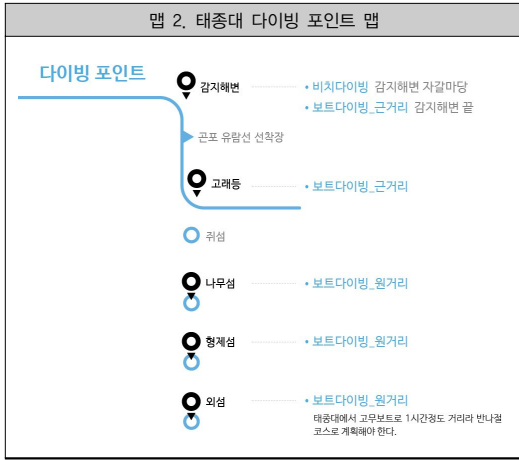 맵 2. 태종대 다이빙 포인트 맵
다이빙 포인트
감지해변
• 비치다이빙 감지해변 자갈마당
• 보트다이빙_근거리 감지해변 끝
곤포 유람선 선착장
고래등
• 보트다이빙_근거리
쥐섬
나무섬
• 보트다이빙_원거리
형제섬
• 보트다이빙_원거리
외섬
• 보트다이빙_원거리
태종대에서 고무보트로 1시간정도 거리라 반나절
코스로 계획해야 한다.